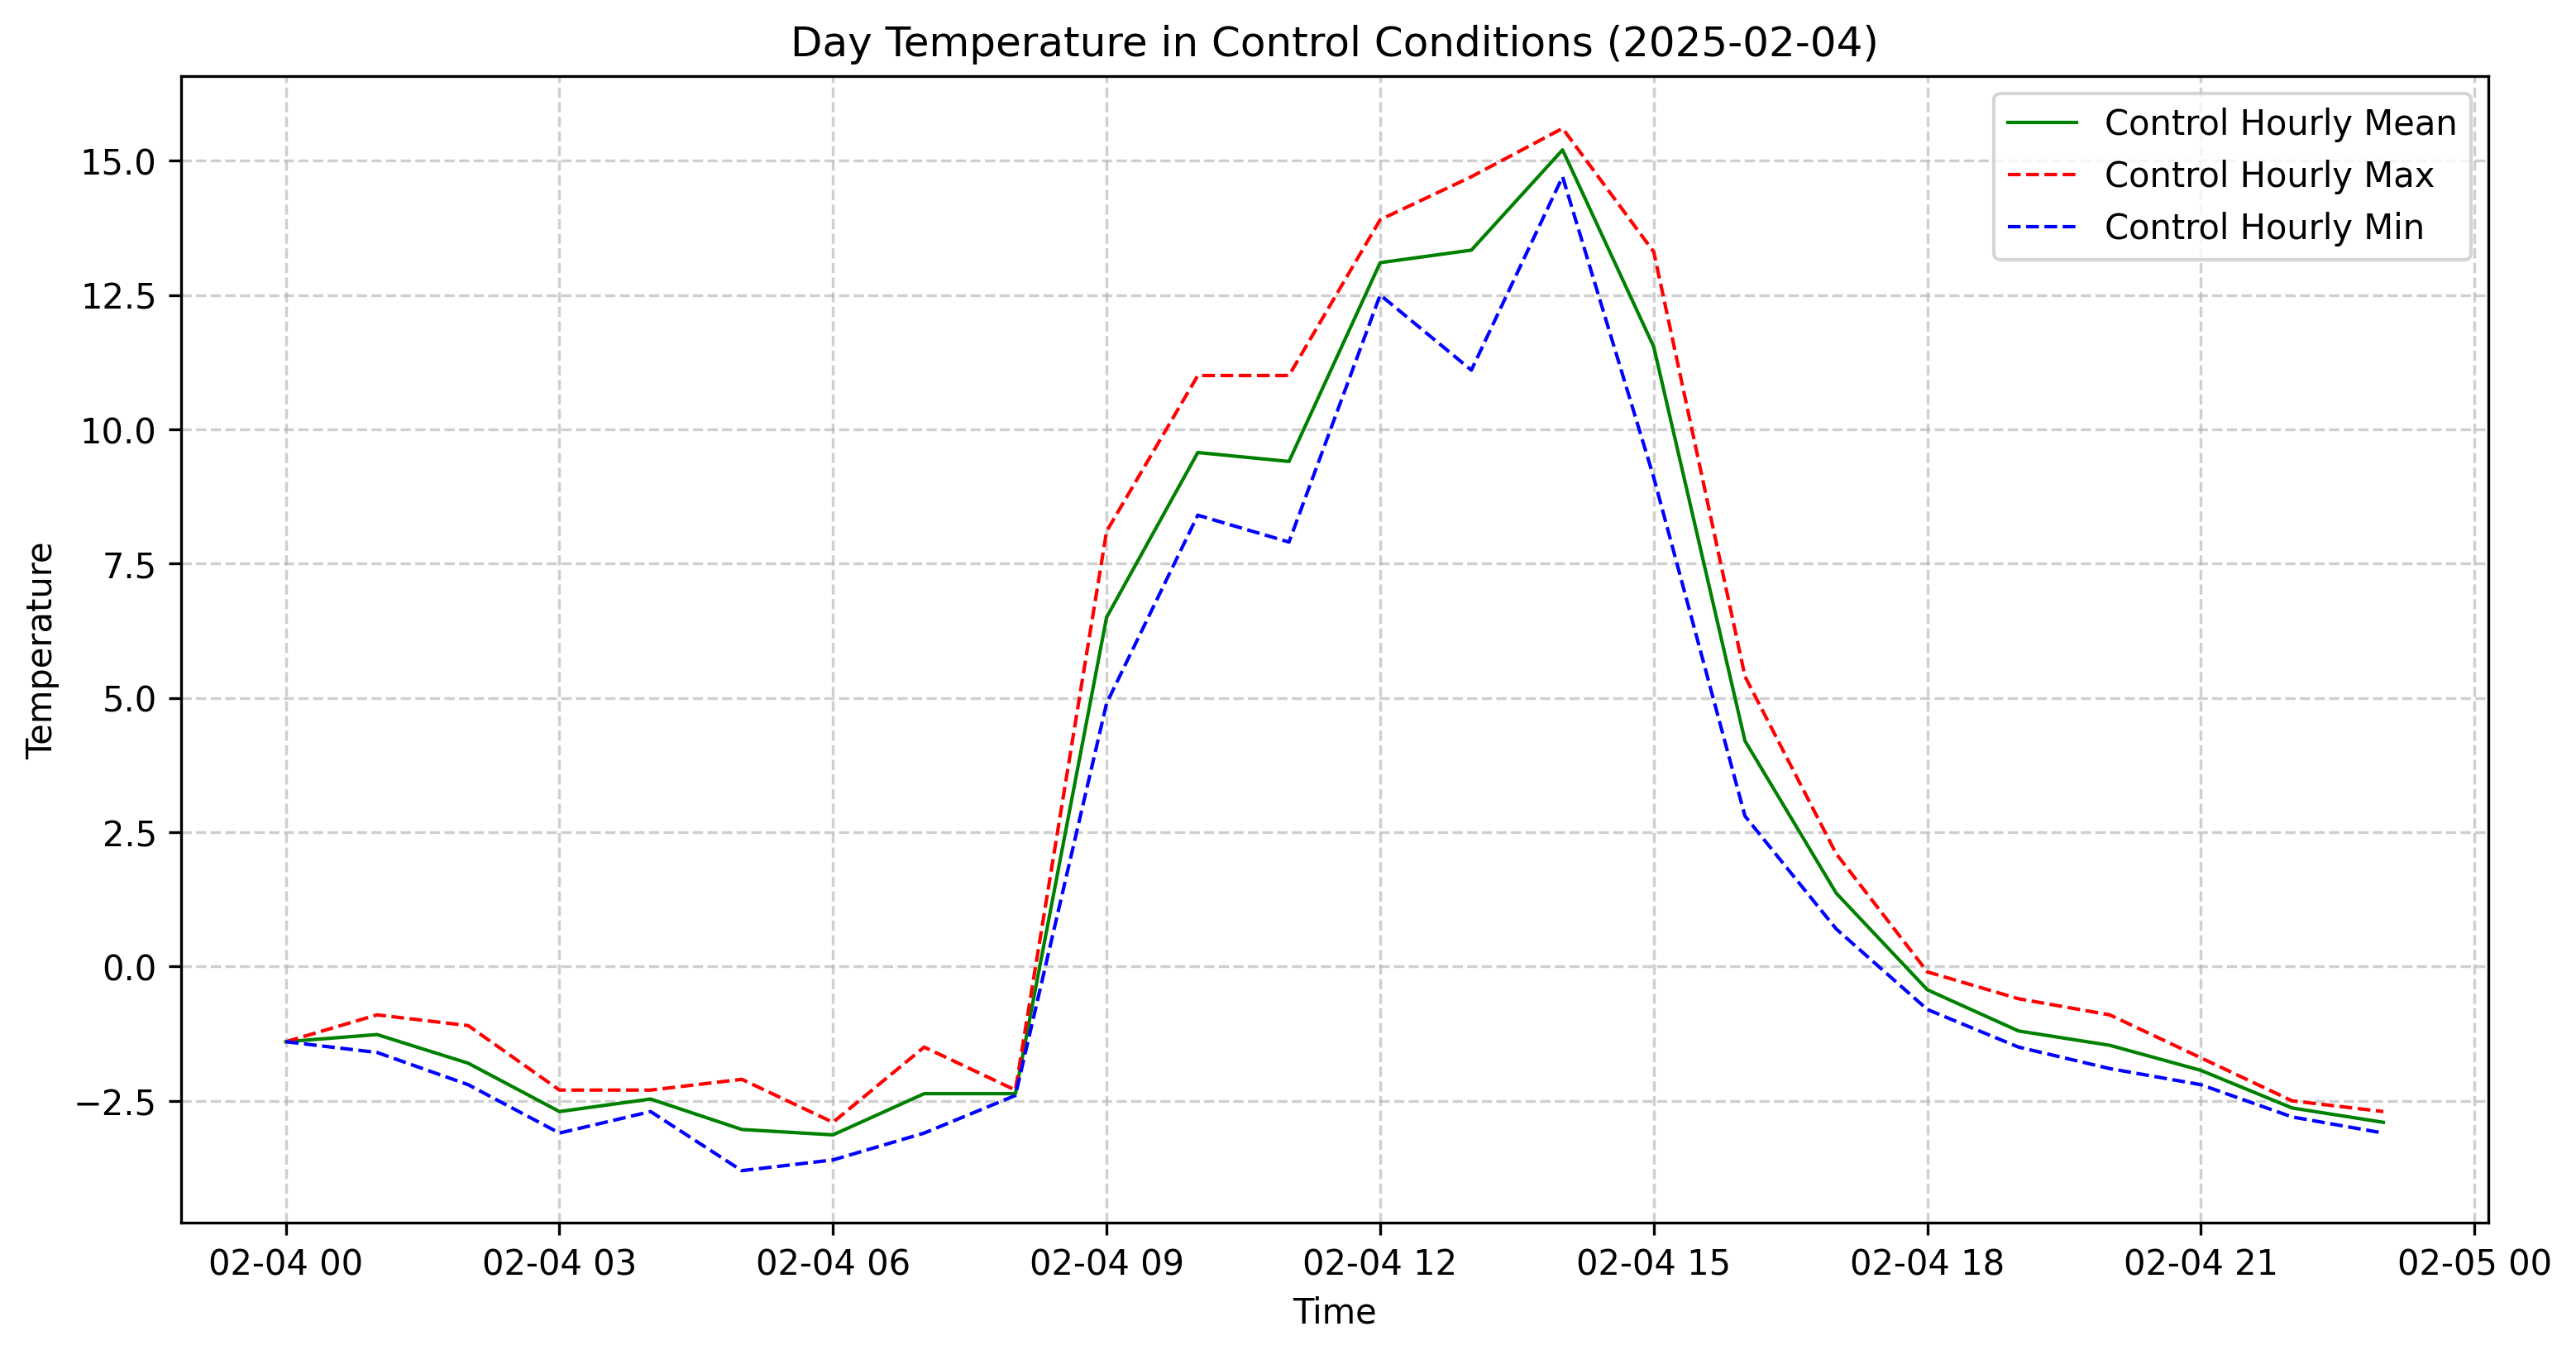 Day Temperature in Control Conditions (2025-02-04)
Control Hourly Mean
Control Hourly Max
Control Hourly Min
15.0
12.5
10.0
7.5
5.0
2.5
0.0
−2.5
Temperature
02-04 00 02-04 03 02-04 06 02-04 09 02-04 12 02-04 15 02-04 18 02-04 21 02-05 00
Time